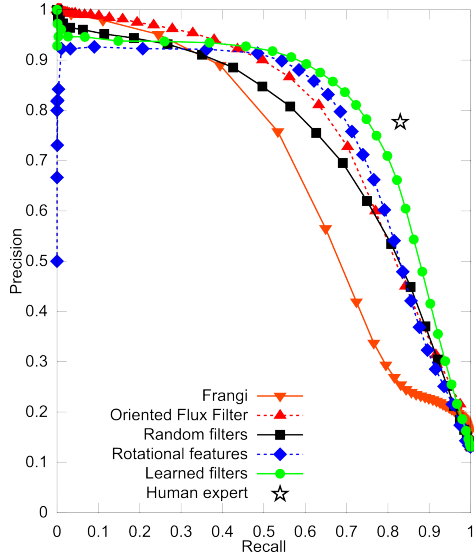 1
0.9
0.8
0.7
0.6
0.5
0.4
0.3
0.2
0.1
0
Precision
Frangi
Oriented Flux Filter
Random filters
Rotational features
Learned filters
Human expert
0 0.1 0.2 0.3 0.4 0.5 0.6 0.7 0.8 0.9 1
Recall